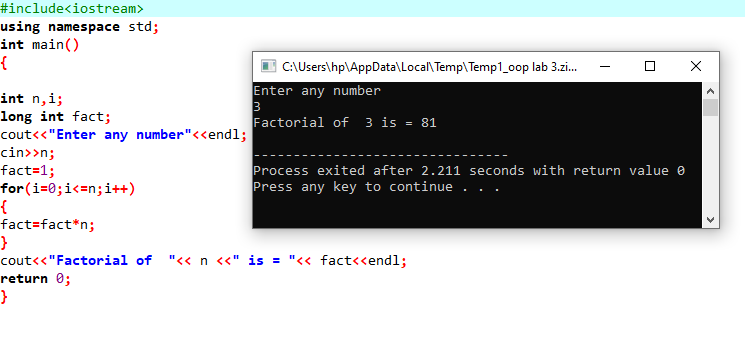 #include<iostream>
using namespace std;
int main()
{
int n,i;
long int fact;
cout<<"Enter any number"<<endl;
cin>>n;
fact=1;
for(i=0;i<=n;i++)
{
fact=fact*n;
}
cout<<"Factorial of  "<< n <<" is = "<< fact<<endl;
return 0;
}
C:\Users\hp\AppData\Local\Temp\Temp1_oop lab 3.zi...
Enter any number
3
Factorial of  3 is = 81
--------------------------------
Process exited after 2.211 seconds with return value 0
Press any key to continue . . .